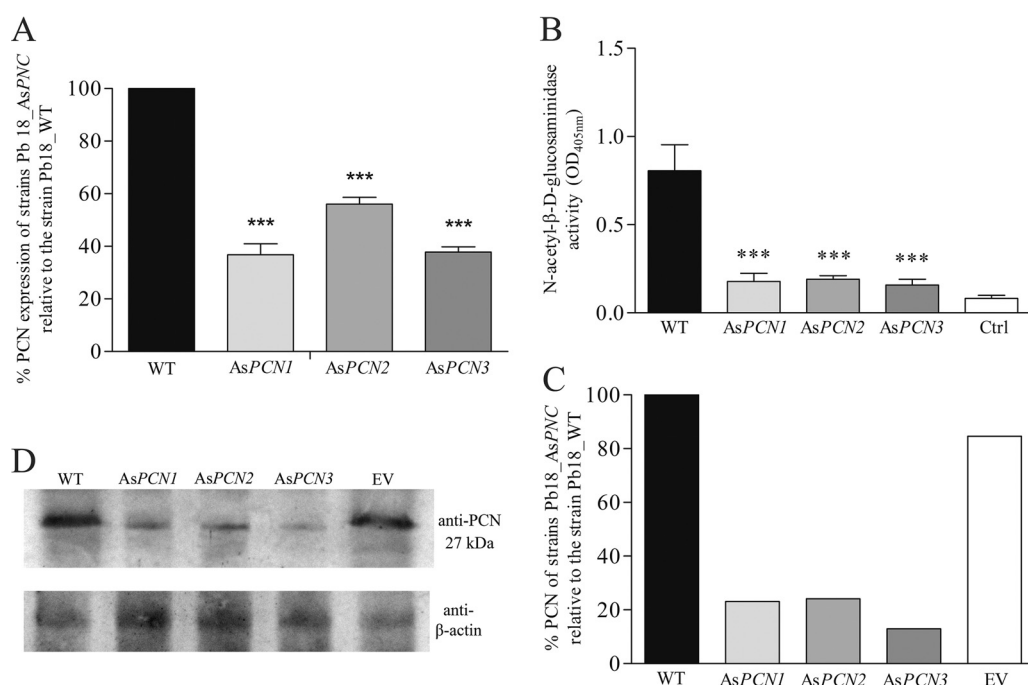 A
% PCN expression of strains Pb 18_AsPNC
relative to the strain Pb18_WT
100
80
60
40
20
0
***
***
***
WT
AsPCN1
AsPCN2
AsPCN3
B
N-acetyl-β-D-glucosaminidase
activity (OD405nm)
1.5
1.0
0.5
0.0
***
***
***
WT
AsPCN1
AsPCN2
AsPCN3
Ctrl
C
% PCN of strains Pb18_AsPNC
relative to the strain Pb18_WT
100
80
60
40
20
0
WT
AsPCN1
AsPCN2
AsPCN3
EV
D
WT
AsPCN1
AsPCN2
AsPCN3
EV
anti-PCN
27 kDa
anti-
β-actin